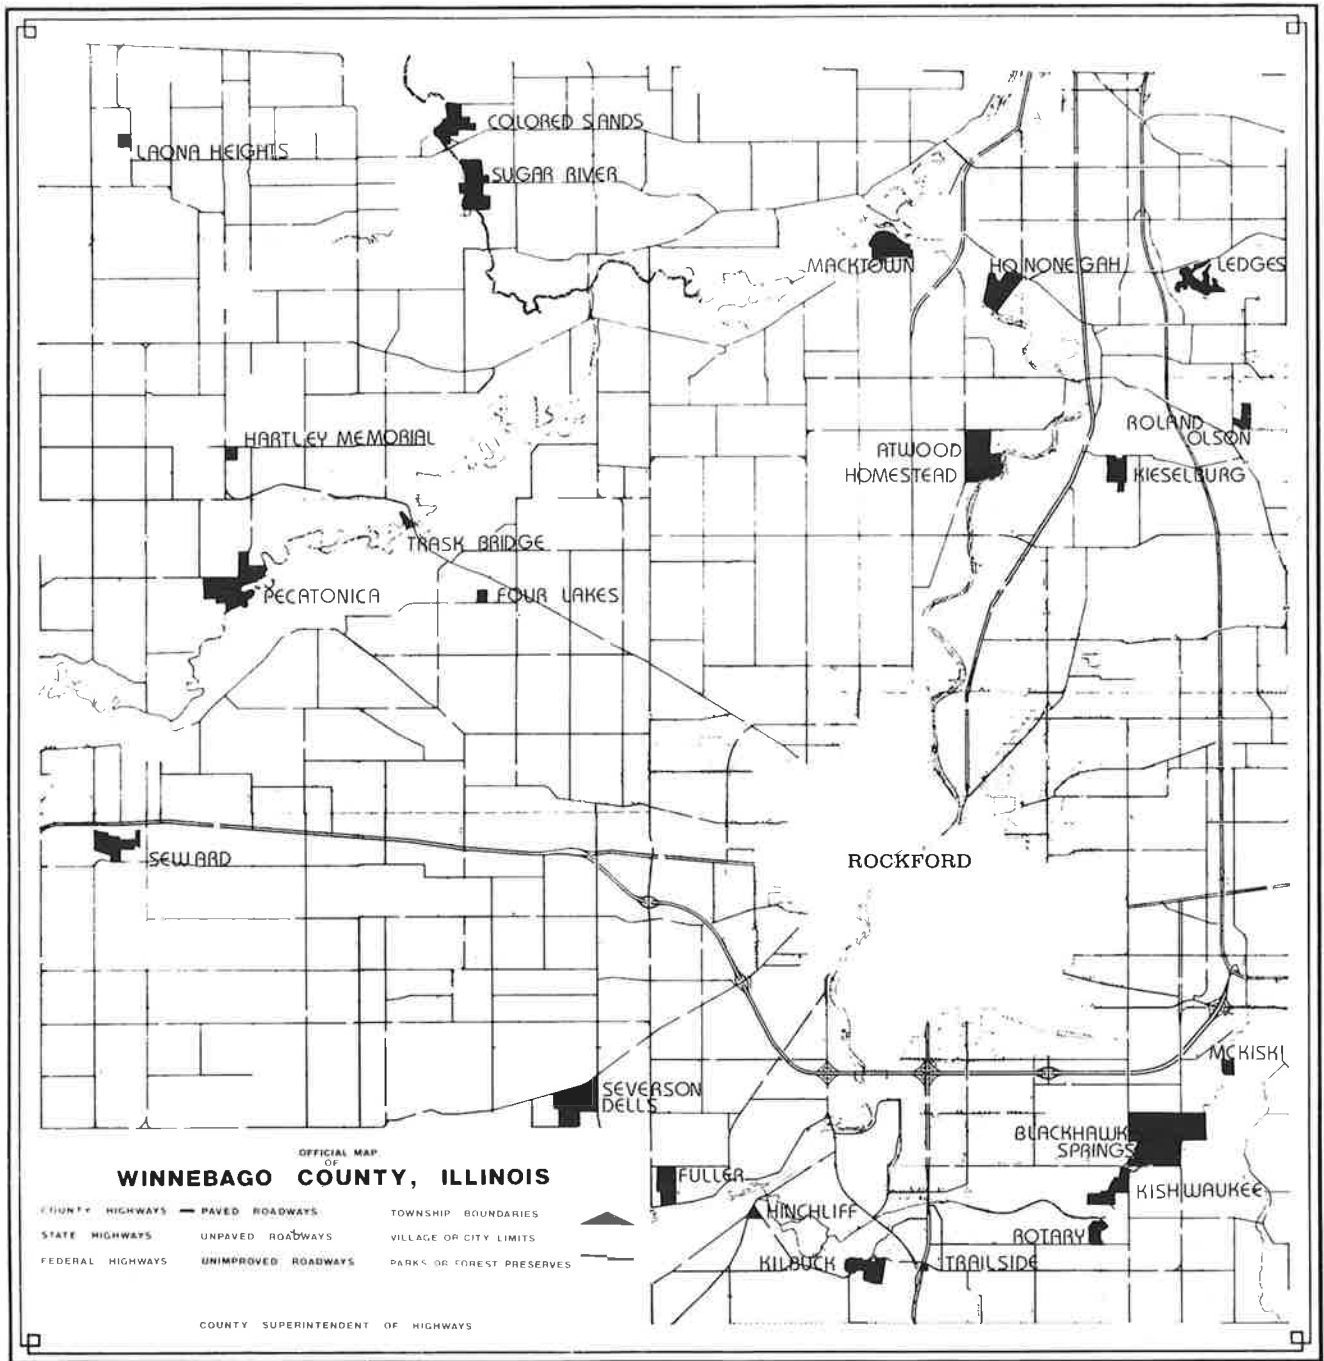 COLORED SANDS
LAONA HEIGHTS
SUGAR RIVER
MACKTOWN
HONONEGAH
LEDGES
HARTLEY MEMORIAL
ROLAND
OLSON
ATWOOD
HOMESTEAD
KIESELBURG
TRASK BRIDGE
PECATONICA
FOUR LAKES
SEWARD
ROCKFORD
MCKISKI
SEVERSON
DELLS
BLACKHAWK
SPRINGS
FULLER
KISHWAUKEE
HINCHLIFF
ROTARY
KILBUCK
TRAILSIDE
OFFICIAL MAP
OF
WINNEBAGO COUNTY, ILLINOIS
COUNTY HIGHWAYS
PAVED ROADWAYS
TOWNSHIP BOUNDARIES
STATE HIGHWAYS
UNPAVED ROADWAYS
VILLAGE OR CITY LIMITS
FEDERAL HIGHWAYS
UNIMPROVED ROADWAYS
PARKS OR FOREST PRESERVES
COUNTY SUPERINTENDENT OF HIGHWAYS